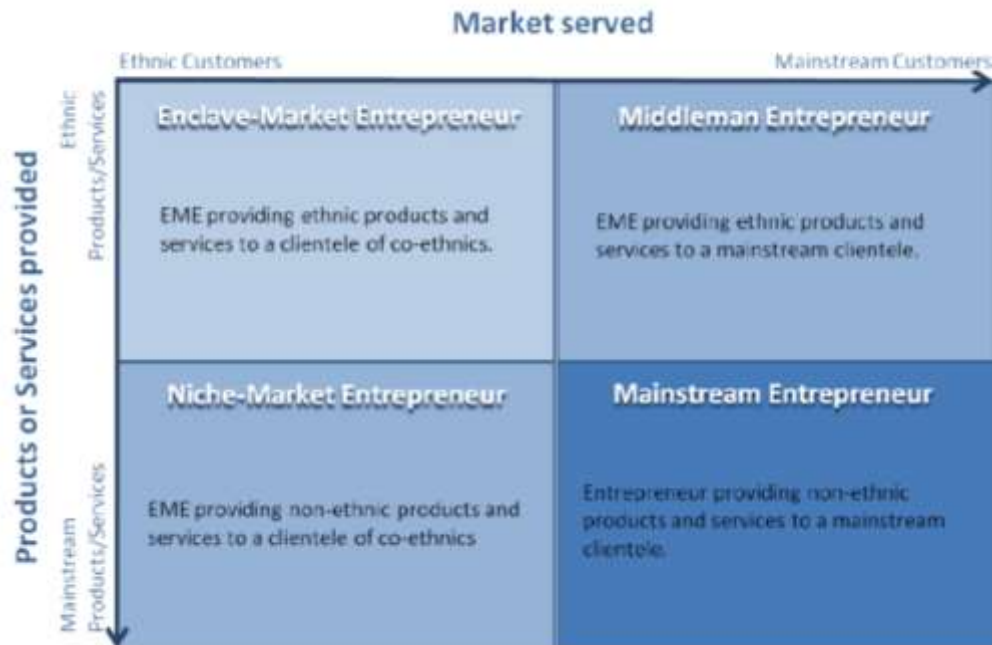 Market served
Ethnic Customers
Mainstream Customers
Products or Services provided
Ethnic
Products/Services
Enclave-Market Entrepreneur
EME providing ethnic products and
services to a clientele of co-ethnics.
Middleman Entrepreneur
EME providing ethnic products and
services to a mainstream clientele.
Mainstream
Products/Services
Niche-Market Entrepreneur
EME providing non-ethnic products and
services to a clientele of co-ethnics
Mainstream Entrepreneur
Entrepreneur providing non-ethnic
products and services to a mainstream
clientele.